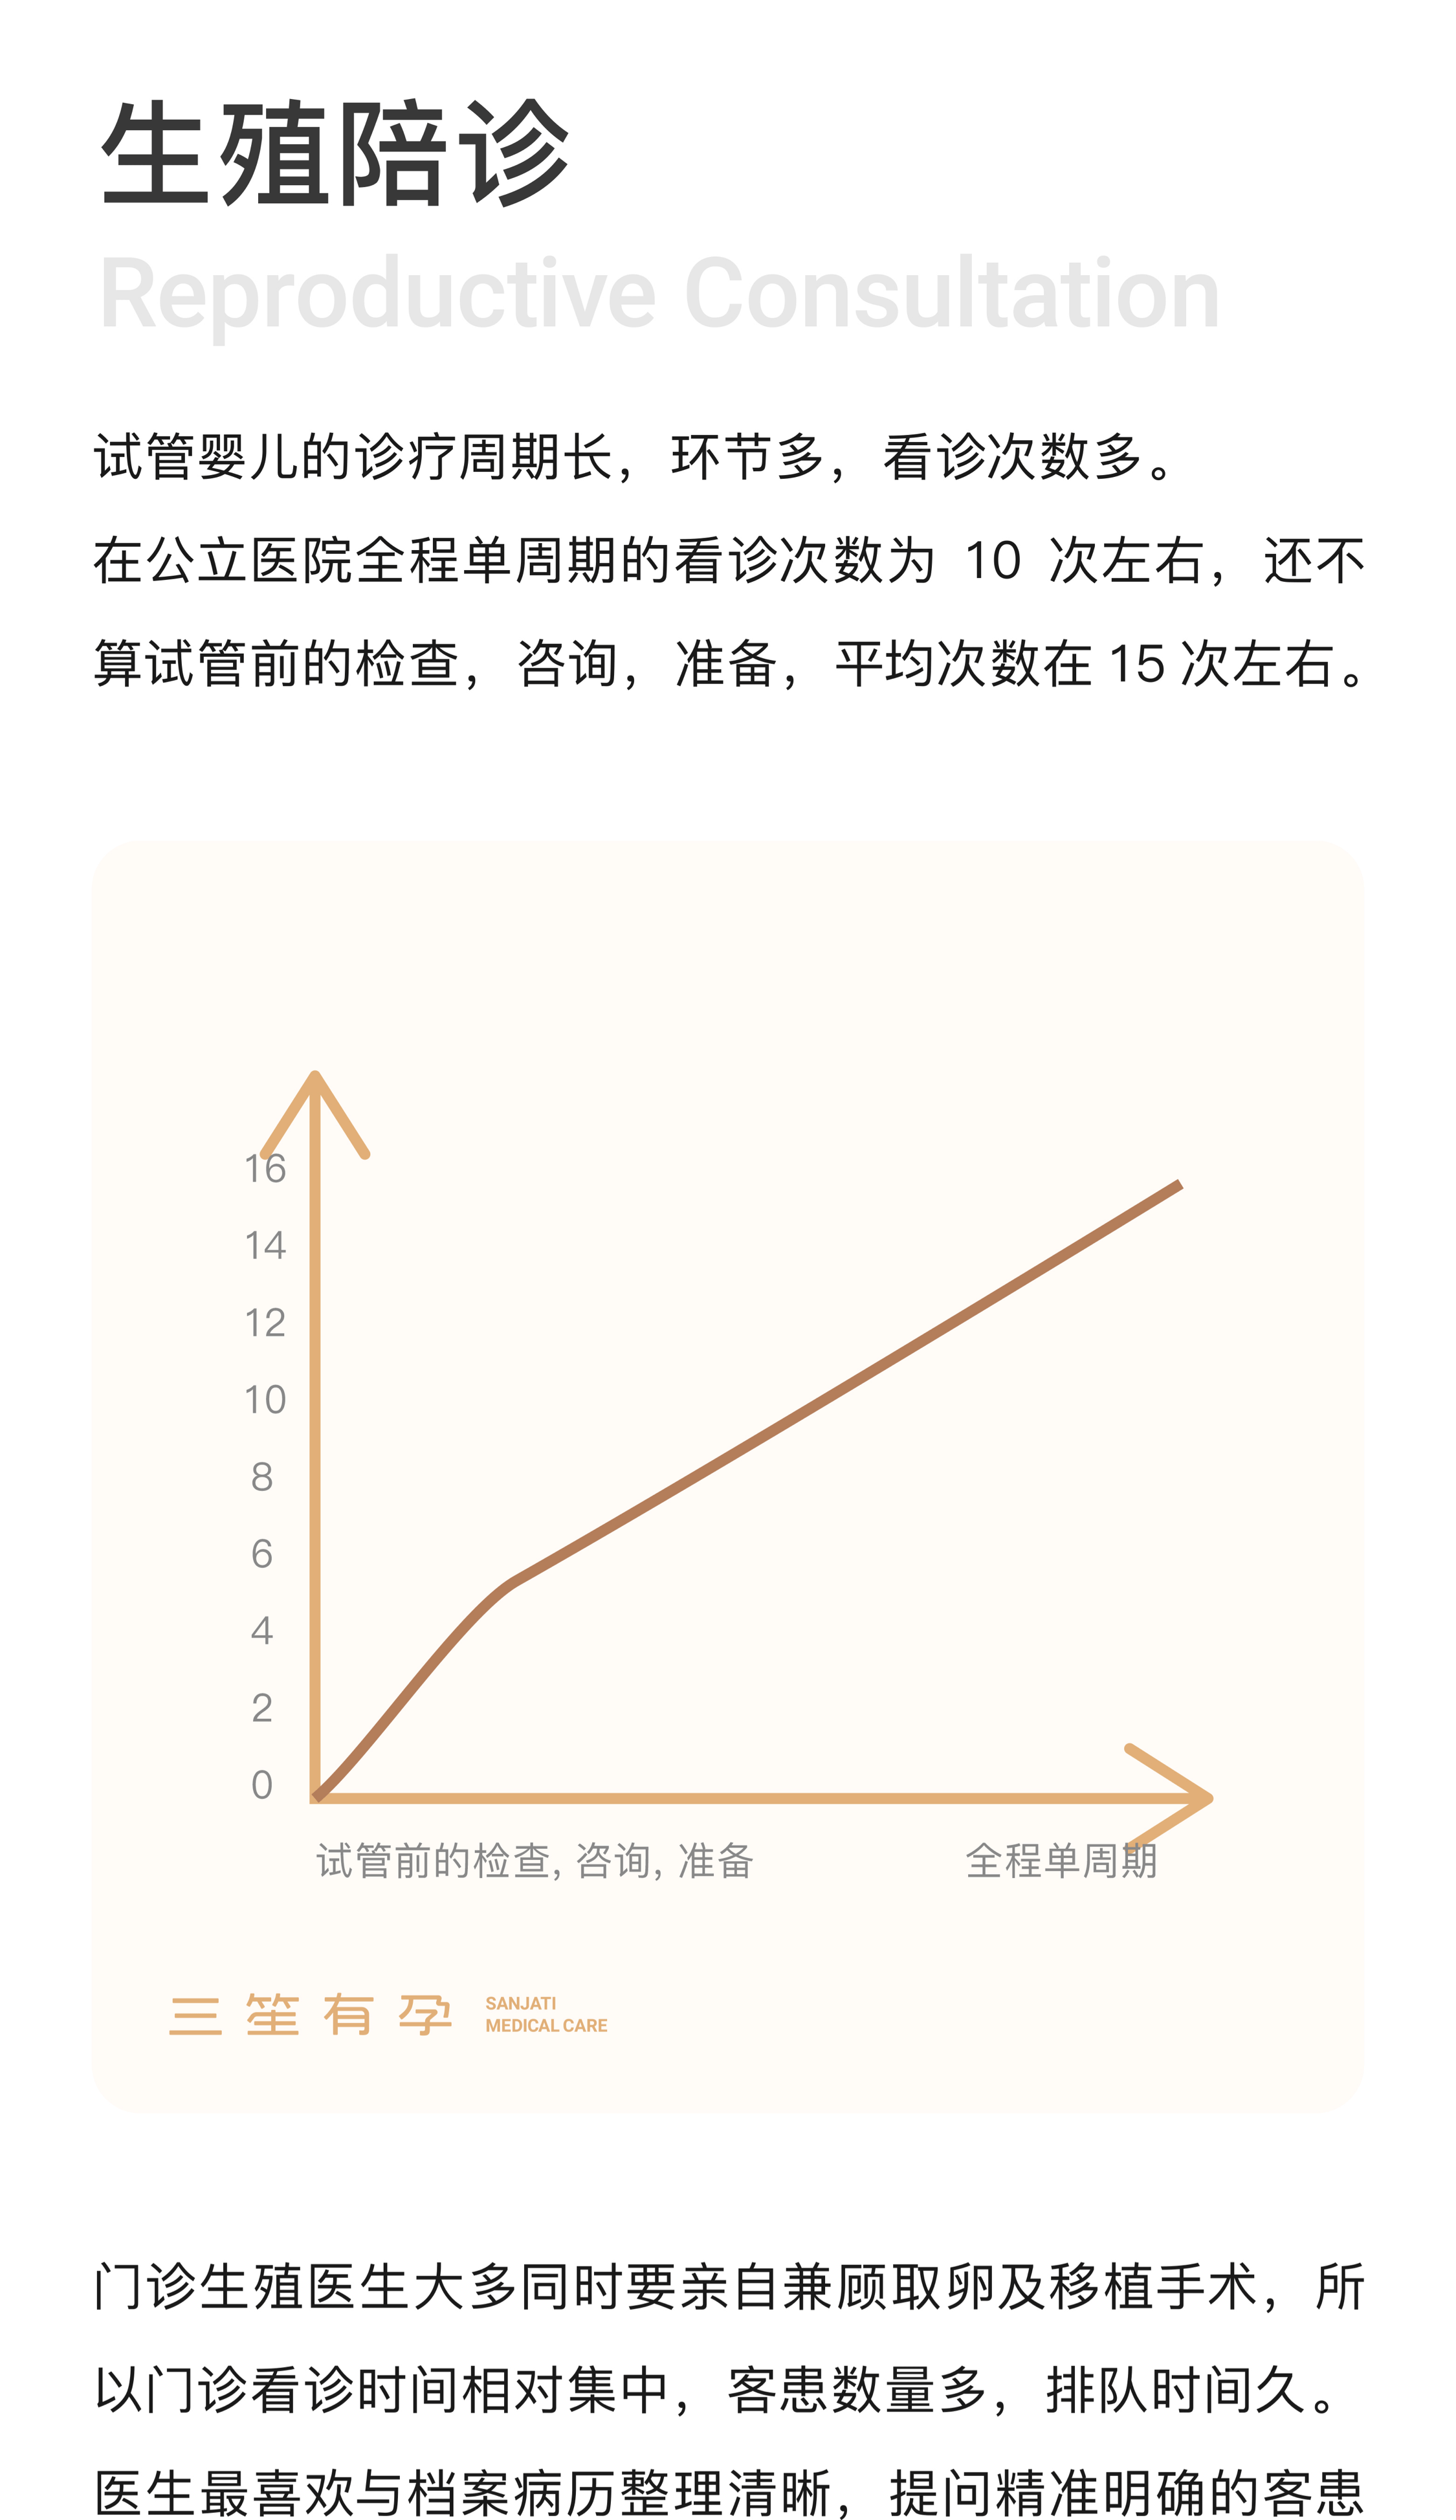 生殖陪诊
Reproductive Consultation
试管婴儿的诊疗周期长，环节多，看诊次数多。
在公立医院全程单周期的看诊次数为 10 次左右，还不
算试管前的检查，咨询，准备，平均次数在 15 次左右。
16
14
12
10
8
6
4
2
0
试管前的检查，咨询，准备
全程单周期
三笙有孕
SANJATI
MEDICAL CARE
门诊生殖医生大多同时要亲自兼顾取卵及移植手术，所
以门诊看诊时间相对集中，客患数量多，排队时间久。
医生最喜欢与档案病历整理清晰，提问精准明确的客患